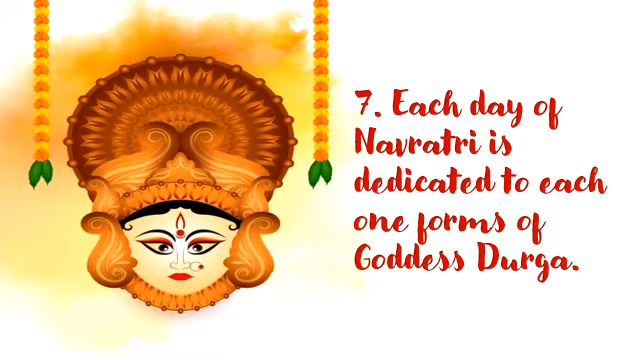 7. Each day of
Navratri is
dedicated to each
one forms of
Goddess Durga.